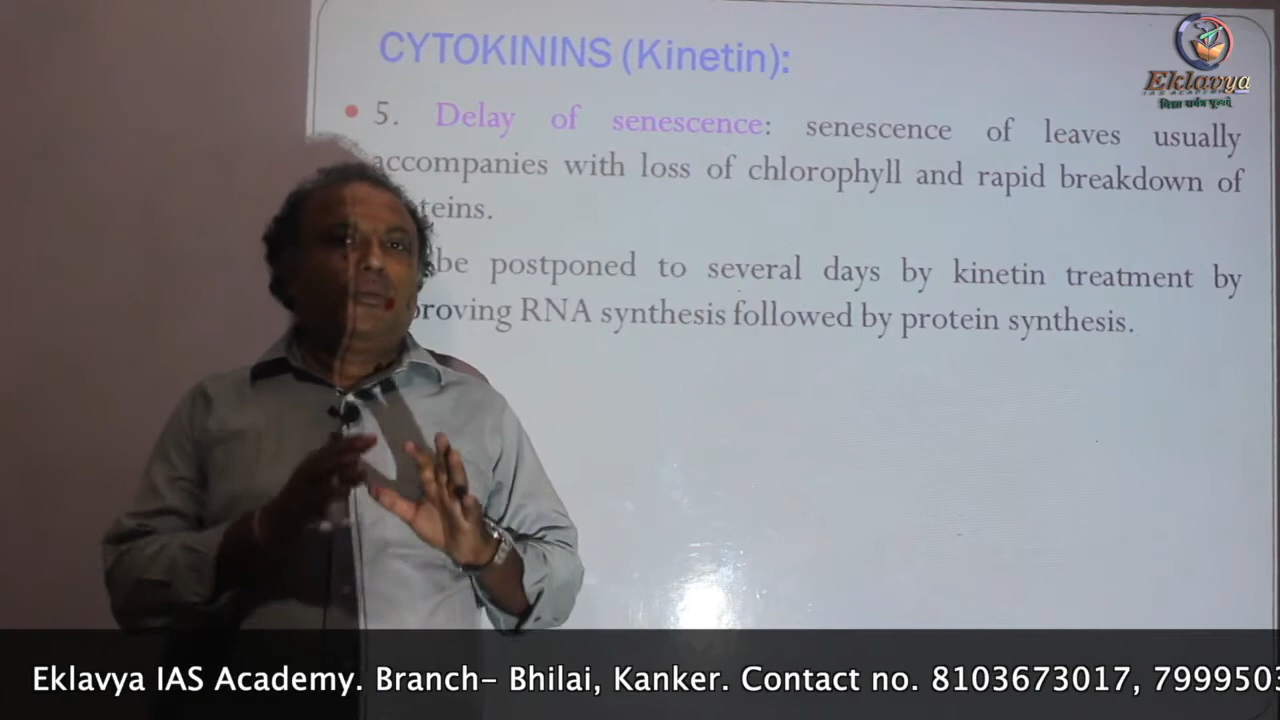 CYTOKININS (Kinetin):
Eklavya
• 5. Delay of senescence: senescence of leaves usually
accompanies with loss of chlorophyll and rapid breakdown of
teins.
be postponed to several days by kinetin treatment by
proving RNA synthesis followed by protein synthesis.
Eklavya IAS Academy. Branch- Bhilai, Kanker. Contact no. 8103673017, 7999503